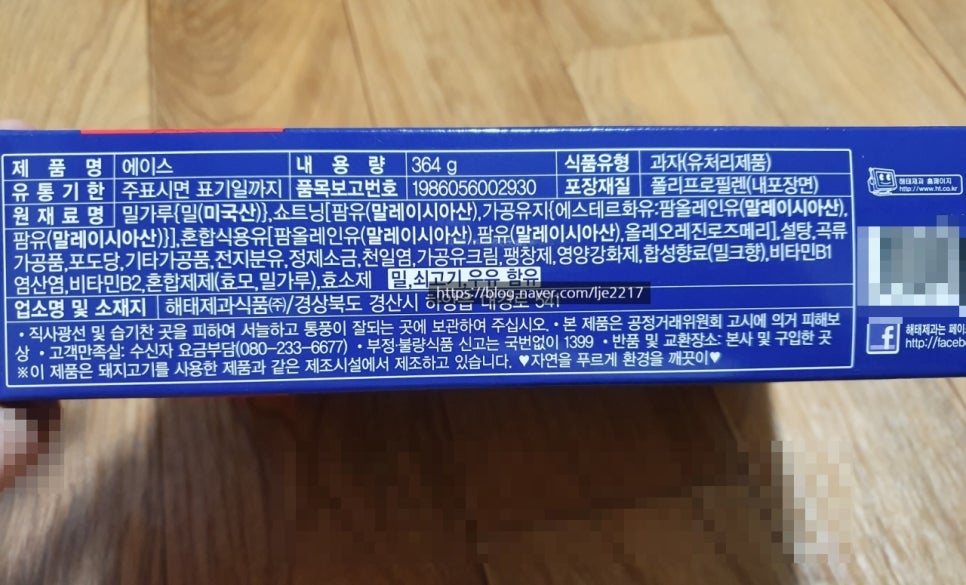 제 품 명 에이스 내 용 량 364 g 식품유형 과자(유처리제품)
유 통 기 한 주표시면 표기일까지 품목보고번호 1986056002930 포장재질 폴리프로필렌(내포장면)
원 재 료 명 밀가루{밀(미국산)},쇼트닝[팜유(말레이시아산),가공유지{에스테르화유:팜올레인유(말레이시아산),
팜유(말레이시아산)}],혼합식용유[팜올레인유(말레이시아산),팜유(말레이시아산),올레오레진로즈메리],설탕,곡류
가공품,포도당,기타가공품,전지분유,정제소금,천일염,가공유크림,팽창제,영양강화제,합성향료(밀크향),비타민B1
염산염,비타민B2,혼합제제(효모,밀가루),효소제 밀,쇠고기,우유 함유
https://blog.naver.com/lje2217
업소명 및 소재지 해태제과식품㈜/경상북도 경산시
•직사광선 및 습기찬 곳을 피하여 서늘하고 통풍이 잘되는 곳에 보관하여 주십시오. •본 제품은 공정거래위원회 고시에 의거 피해보
상 •고객만족실: 수신자 요금부담(080-233-6677) •부정·불량식품 신고는 국번없이 1399 •반품 및 교환장소: 본사 및 구입한 곳
※이 제품은 돼지고기를 사용한 제품과 같은 제조시설에서 제조하고 있습니다. ♥자연을 푸르게 환경을 깨끗이♥
해태제과 홈페이지
http://www.ht.co.kr
f
해태제과는 페이
http://facebo